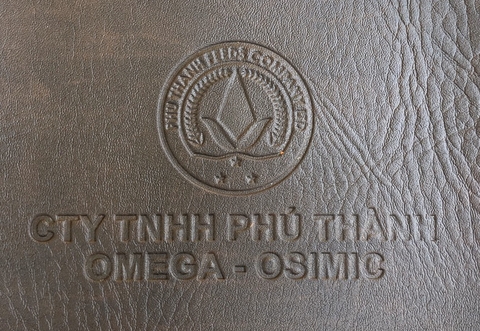 PHU THANH FEEDS COMPANY LTD
CTY TNHH PHÚ THÀNH
OMEGA - OSIMIC